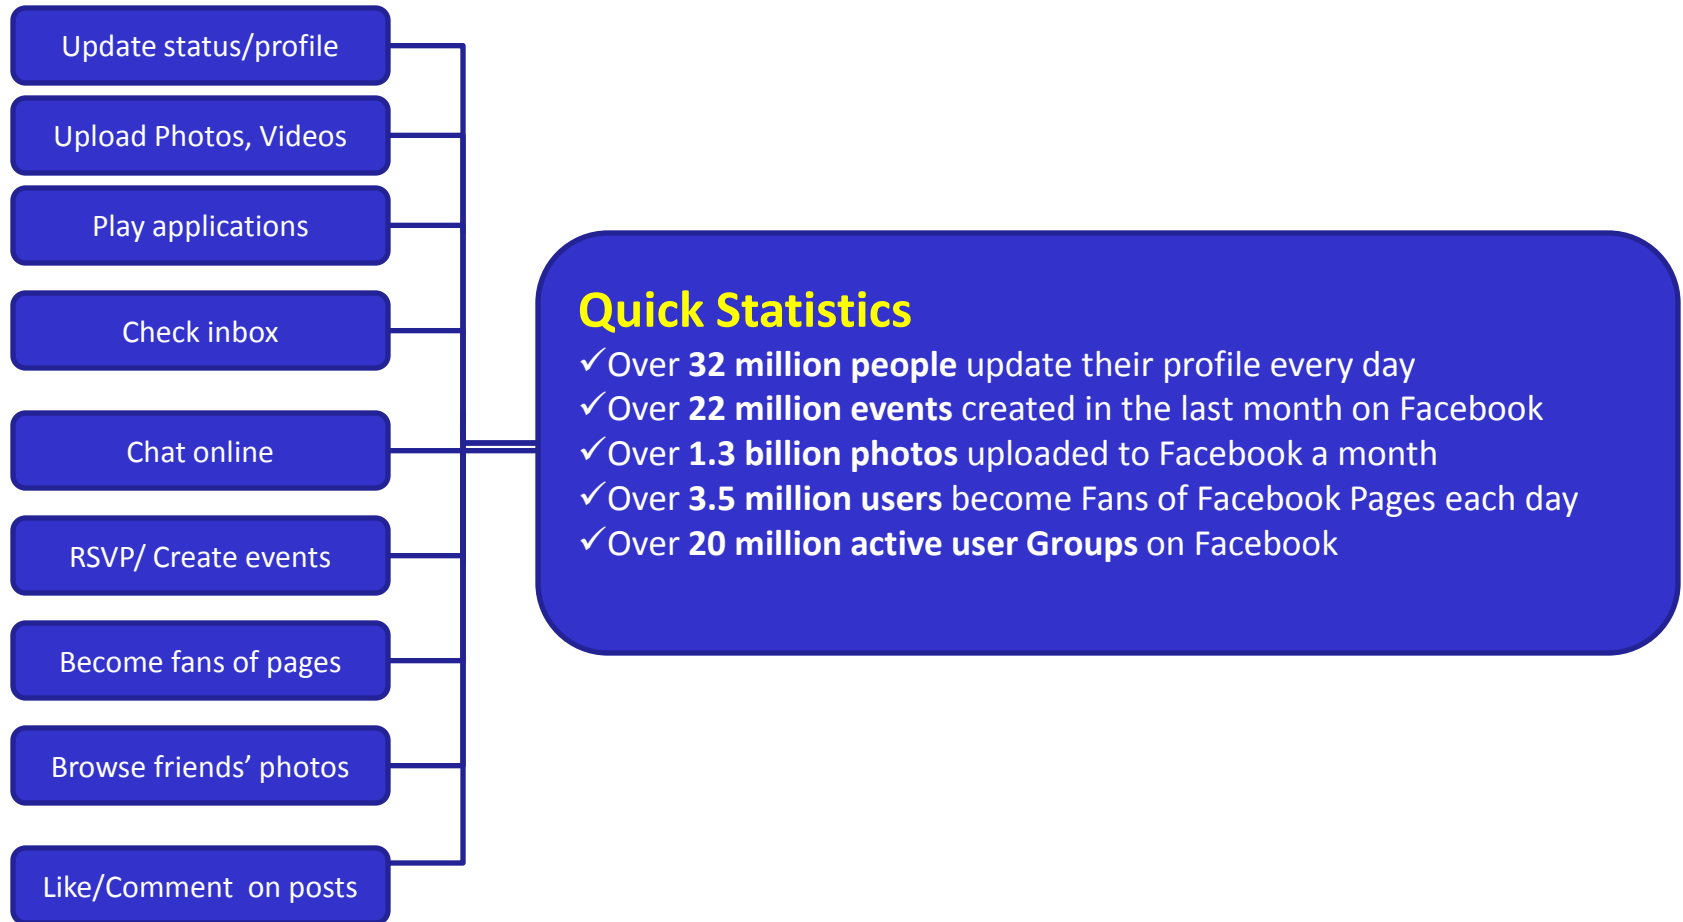 Update status/profile
Upload Photos, Videos
Play applications
Check inbox
Chat online
RSVP/ Create events
Become fans of pages
Browse friends’ photos
Like/Comment  on posts
Quick Statistics
✓Over 32 million people update their profile every day
✓Over 22 million events created in the last month on Facebook
✓Over 1.3 billion photos uploaded to Facebook a month
✓Over 3.5 million users become Fans of Facebook Pages each day
✓Over 20 million active user Groups on Facebook